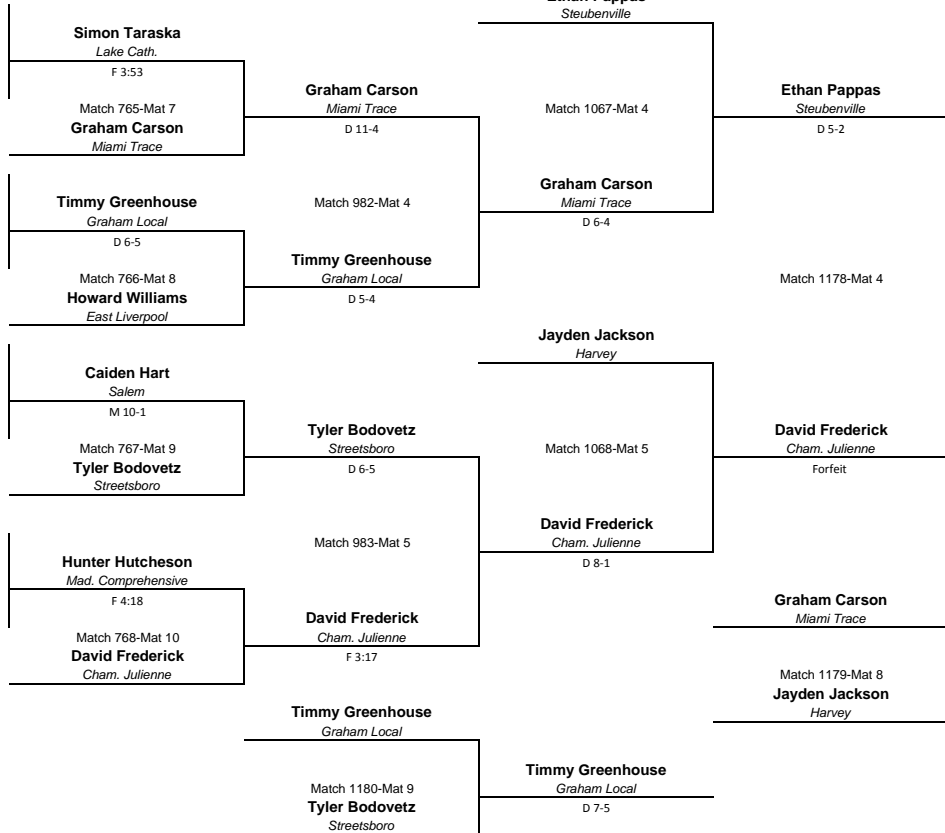 Ethan Pappas
Steubenville
Simon Taraska
Lake Cath.
F 3:53
Match 765-Mat 7
Graham Carson
Miami Trace
Graham Carson
Miami Trace
D 11-4
Match 1067-Mat 4
Ethan Pappas
Steubenville
D 5-2
Timmy Greenhouse
Graham Local
D 6-5
Match 766-Mat 8
Howard Williams
East Liverpool
Match 982-Mat 4
Timmy Greenhouse
Graham Local
D 5-4
Graham Carson
Miami Trace
D 6-4
Match 1178-Mat 4
Caiden Hart
Salem
M 10-1
Match 767-Mat 9
Tyler Bodovetz
Streetsboro
Tyler Bodovetz
Streetsboro
D 6-5
Jayden Jackson
Harvey
Match 1068-Mat 5
David Frederick
Cham. Julienne
Forfeit
Hunter Hutcheson
Mad. Comprehensive
F 4:18
Match 768-Mat 10
David Frederick
Cham. Julienne
Match 983-Mat 5
David Frederick
Cham. Julienne
F 3:17
David Frederick
Cham. Julienne
D 8-1
Graham Carson
Miami Trace
Match 1179-Mat 8
Jayden Jackson
Harvey
Timmy Greenhouse
Graham Local
Match 1180-Mat 9
Tyler Bodovetz
Streetsboro
Timmy Greenhouse
Graham Local
D 7-5